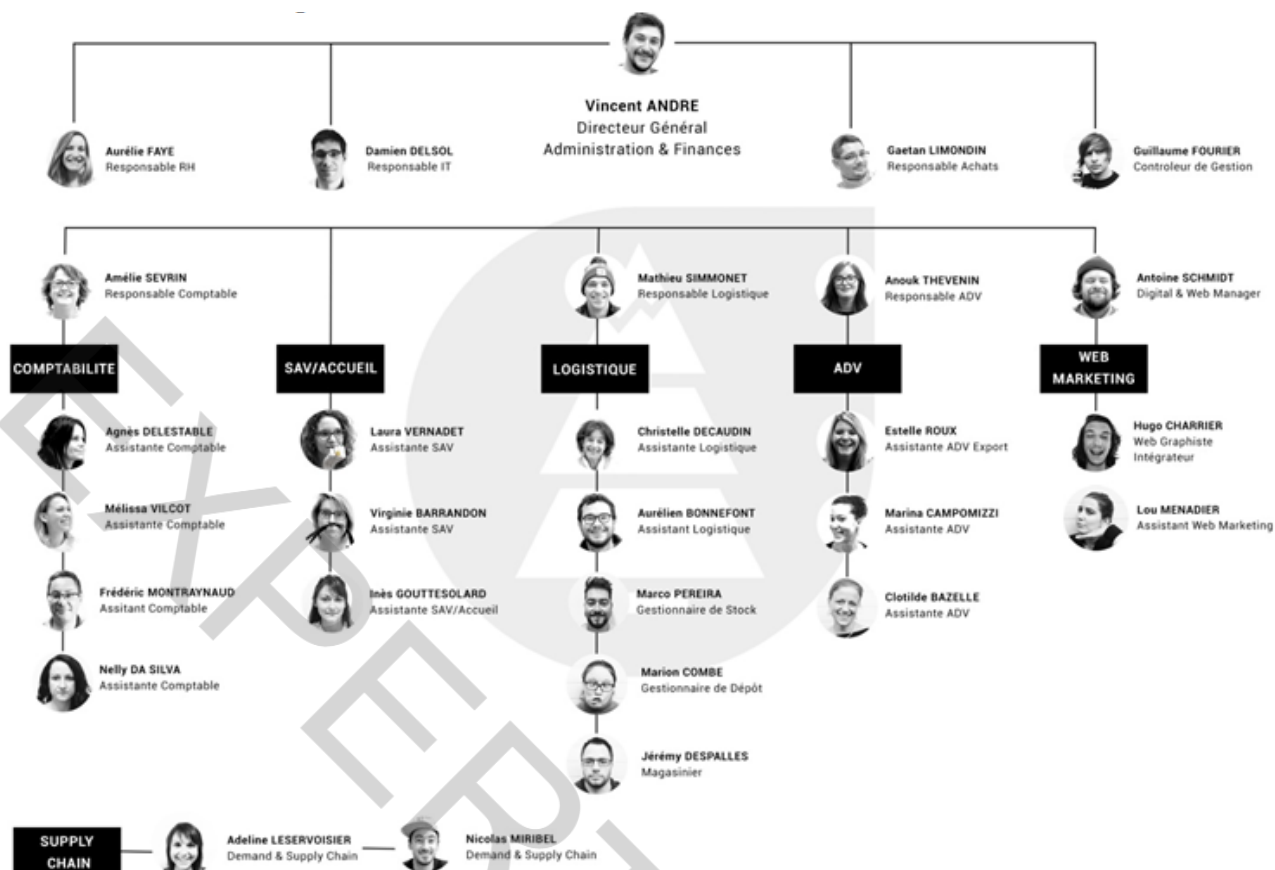 Vincent ANDRE
Directeur Général
Administration & Finances
Aurélie FAYE
Responsable RH
Damien DELSOL
Responsable IT
Gaetan LIMONDIN
Responsable Achats
Guillaume FOURIER
Controleur de Gestion
Amélie SEVRIN
Responsable Comptable
Mathieu SIMMONET
Responsable Logistique
Anouk THEVENIN
Responsable ADV
Antoine SCHMIDT
Digital & Web Manager
COMPTABILITE
SAV/ACCUEIL
LOGISTIQUE
ADV
WEB
MARKETING
Agnès DELESTABLE
Assistante Comptable
Laura VERNADET
Assistante SAV
Christelle DECAUDIN
Assistante Logistique
Estelle ROUX
Assistante ADV Export
Hugo CHARRIER
Web Graphiste
Intégrateur
Mélissa VILCOT
Assistante Comptable
Virginie BARRANDON
Assistante SAV
Aurélien BONNEFONT
Assistant Logistique
Marina CAMPOMIZZI
Assistante ADV
Lou MENADIER
Assistant Web Marketing
Frédéric MONTRAYNAUD
Assitant Comptable
Inès GOUTTESOLARD
Assistante SAV/Accueil
Marco PEREIRA
Gestionnaire de Stock
Clotilde BAZELLE
Assistante ADV
Nelly DA SILVA
Assistante Comptable
Marion COMBE
Gestionnaire de Dépôt
Jérémy DESPALLES
Magasinier
SUPPLY
CHAIN
Adeline LESERVOISIER
Demand & Supply Chain
Nicolas MIRIBEL
Demand & Supply Chain